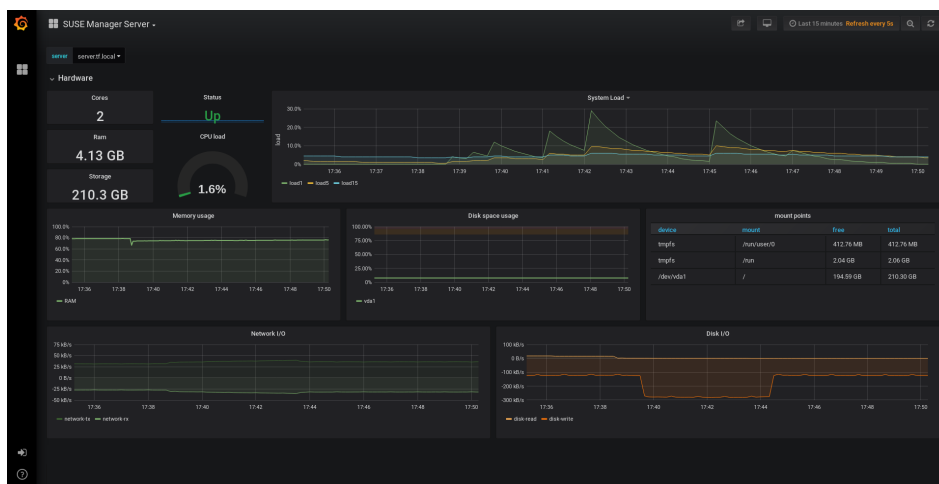 SUSE Manager Server
Last 15 minutes Refresh every 5s
server server.tf.local
Hardware
Cores
2
Status
Up
System Load
30.0%
20.0%
10.0%
0%
load
17:36 17:37 17:38 17:39 17:40 17:41 17:42 17:43 17:44 17:45 17:46 17:47 17:48 17:49 17:50
load1 load5 load15
Ram
4.13 GB
CPU load
1.6%
Storage
210.3 GB
Memory usage
100.0%
80.0%
60.0%
40.0%
20.0%
0%
17:36 17:38 17:40 17:42 17:44 17:46 17:48 17:50
RAM
Disk space usage
100.00%
75.00%
50.00%
25.00%
0%
17:36 17:38 17:40 17:42 17:44 17:46 17:48 17:50
vda1
mount points
device mount free total
tmpfs /run/user/0 412.76 MB 412.76 MB
tmpfs /run 2.04 GB 2.06 GB
/dev/vda1 / 194.59 GB 210.30 GB
Network I/O
75 kB/s
50 kB/s
25 kB/s
0 B/s
-25 kB/s
-50 kB/s
17:36 17:38 17:40 17:42 17:44 17:46 17:48 17:50
network-tx network-rx
Disk I/O
100 kB/s
0 B/s
-100 kB/s
-200 kB/s
-300 kB/s
17:36 17:38 17:40 17:42 17:44 17:46 17:48 17:50
disk-read disk-write